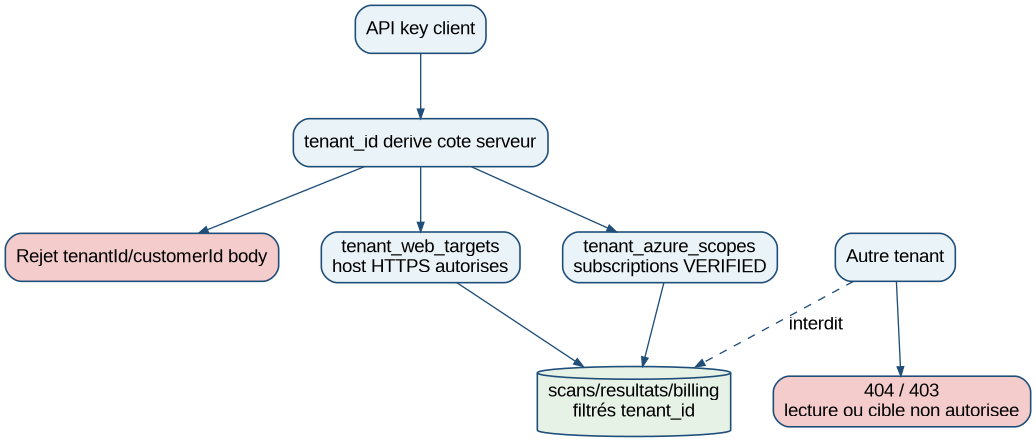 API key client
tenant_id derive cote serveur
Rejet tenantId/customerId body
tenant_web_targets
host HTTPS autorises
tenant_azure_scopes
subscriptions VERIFIED
Autre tenant
interdit
scans/resultats/billing
filtrés tenant_id
404 / 403
lecture ou cible non autorisee